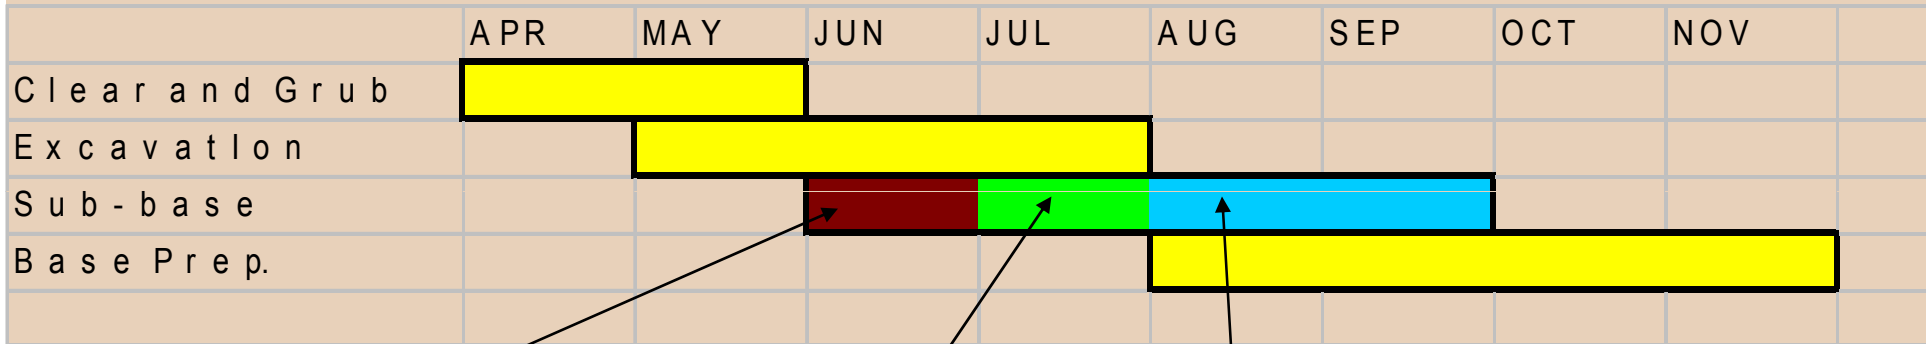 APR MAY JUN JUL AUG SEP OCT NOV
Clear and Grub
ExcavatIon
Sub-base
Base Prep.